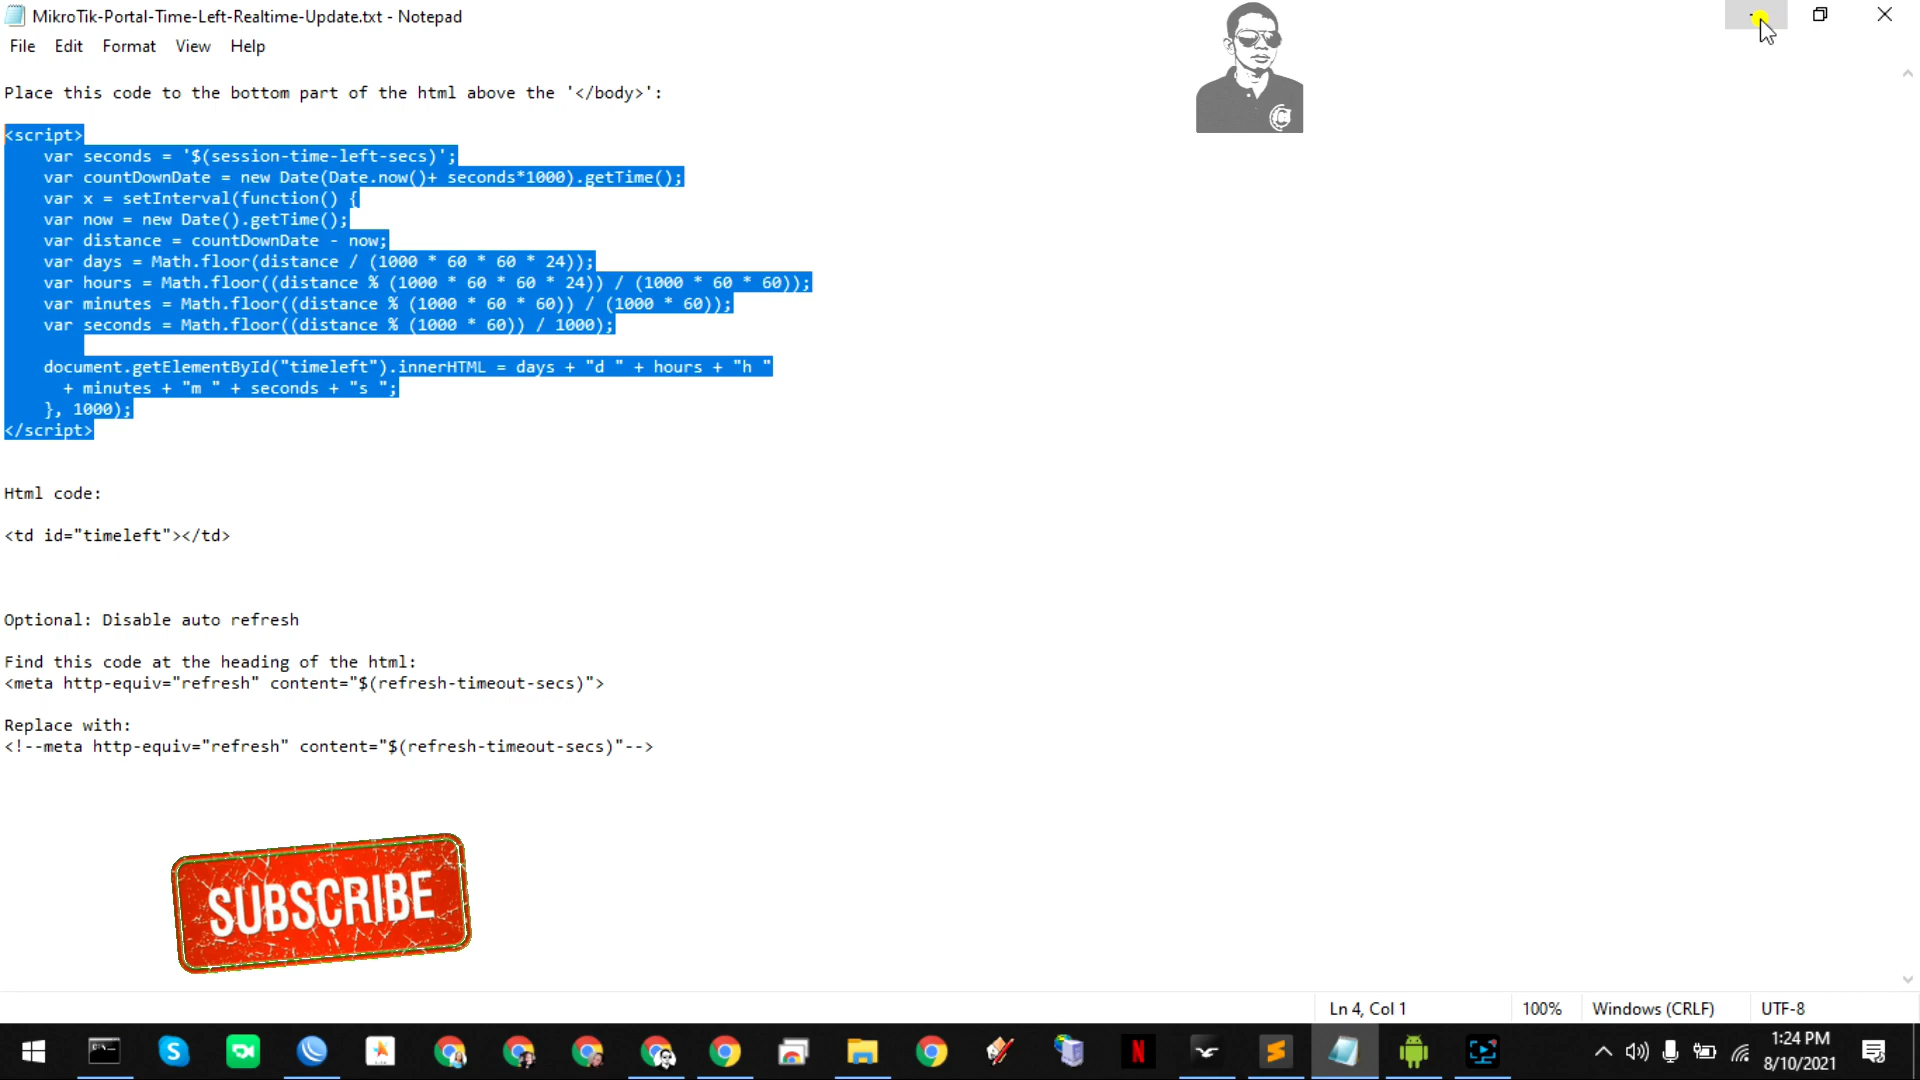 MikroTik-Portal-Time-Left-Realtime-Update.txt - Notepad
File Edit Format View Help
Place this code to the bottom part of the html above the '</body>':
<script>
var seconds = '$(session-time-left-secs)';
var countDownDate = new Date(Date.now()+ seconds*1000).getTime();
var x = setInterval(function() {
var now = new Date().getTime();
var distance = countDownDate - now;
var days = Math.floor(distance / (1000 * 60 * 60 * 24));
var hours = Math.floor((distance % (1000 * 60 * 60 * 24)) / (1000 * 60 * 60));
var minutes = Math.floor((distance % (1000 * 60 * 60)) / (1000 * 60));
var seconds = Math.floor((distance % (1000 * 60)) / 1000);
document.getElementById("timeleft").innerHTML = days + "d " + hours + "h "
+ minutes + "m " + seconds + "s ";
}, 1000);
</script>
Html code:
<td id="timeleft"></td>
Optional: Disable auto refresh
Find this code at the heading of the html:
<meta http-equiv="refresh" content="$(refresh-timeout-secs)">
Replace with:
<!--meta http-equiv="refresh" content="$(refresh-timeout-secs)"-->
SUBSCRIBE
Ln 4, Col 1 100% Windows (CRLF) UTF-8
1:24 PM
8/10/2021